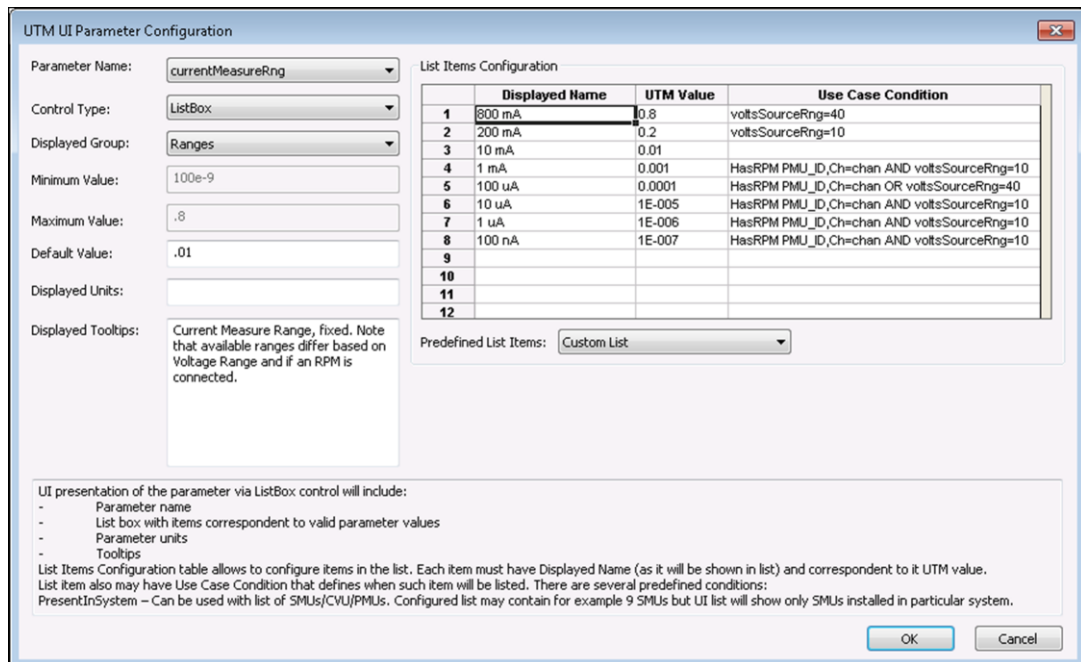 UTM UI Parameter Configuration
Parameter Name: currentMeasureRng
Control Type: ListBox
Displayed Group: Ranges
Minimum Value: 100e-9
Maximum Value: .8
Default Value: .01
Displayed Units:
Displayed Tooltips: Current Measure Range, fixed. Note
that available ranges differ based on
Voltage Range and if an RPM is
connected.
List Items Configuration
Displayed Name UTM Value Use Case Condition
1 800 mA 0.8 voltsSourceRng=40
2 200 mA 0.2 voltsSourceRng=10
3 10 mA 0.01
4 1 mA 0.001 HasRPM PMU_ID,Ch=chan AND voltsSourceRng=10
5 100 uA 0.0001 HasRPM PMU_ID,Ch=chan OR voltsSourceRng=40
6 10 uA 1E-005 HasRPM PMU_ID,Ch=chan AND voltsSourceRng=10
7 1 uA 1E-006 HasRPM PMU_ID,Ch=chan AND voltsSourceRng=10
8 100 nA 1E-007 HasRPM PMU_ID,Ch=chan AND voltsSourceRng=10
9
10
11
12
Predefined List Items: Custom List
UI presentation of the parameter via ListBox control will include:
- Parameter name
- List box with items correspondent to valid parameter values
- Parameter units
- Tooltips
List Items Configuration table allows to configure items in the list. Each item must have Displayed Name (as it will be shown in list) and correspondent to it UTM value.
List item also may have Use Case Condition that defines when such item will be listed. There are several predefined conditions:
PresentInSystem – Can be used with list of SMUs/CVU/PMUs. Configured list may contain for example 9 SMUs but UI list will show only SMUs installed in particular system.
OK Cancel